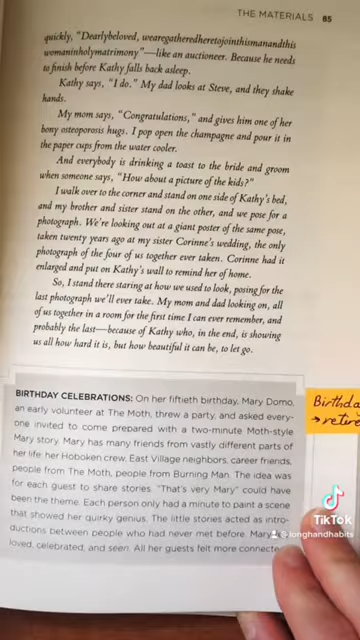 THE MATERIALS 85
quickly, "Dearlybeloved, wearegatheredheretojointhismanandthis
womaninholymatrimony"—like an auctioneer. Because he needs
to finish before Kathy falls back asleep.
Kathy says, "I do." My dad looks at Steve, and they shake
hands.
My mom says, "Congratulations," and gives him one of her
bony osteoporosis hugs. I pop open the champagne and pour it in
the paper cups from the water cooler.
And everybody is drinking a toast to the bride and groom
when someone says, "How about a picture of the kids?"
I walk over to the corner and stand on one side of Kathy's bed,
and my brother and sister stand on the other, and we pose for a
photograph. We're looking out at a giant poster of the same pose,
taken twenty years ago at my sister Corinne's wedding, the only
photograph of the four of us together ever taken. Corinne had it
enlarged and put on Kathy's wall to remind her of home.
So, I stand there staring at how we used to look, posing for the
last photograph we'll ever take. My mom and dad looking on, all
of us together in a room for the first time I can ever remember, and
probably the last—because of Kathy who, in the end, is showing
us all how hard it is, but how beautiful it can be, to let go.
BIRTHDAY CELEBRATIONS: On her fiftieth birthday, Mary Domo,
an early volunteer at The Moth, threw a party, and asked every-
one invited to come prepared with a two-minute Moth-style
Mary story. Mary has many friends from vastly different parts of
her life: her Hoboken crew, East Village neighbors, career friends,
people from The Moth, people from Burning Man. The idea was
for each guest to share stories. "That's very Mary" could have
been the theme. Each person only had a minute to paint a scene
that showed her quirky genius. The little stories acted as intro-
ductions between people who had never met before. Mary
loved, celebrated, and seen. All her guests felt more connecte
Birthda
→ retire
TikTok
@longhandhabits